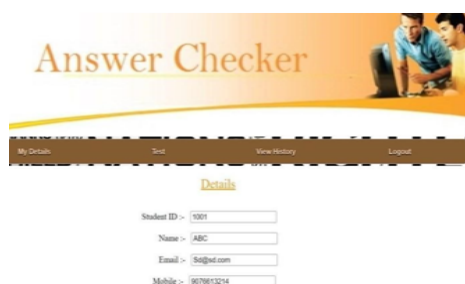 Answer Checker
My Details Test View History Logout
Details
Student ID :- 1001
Name :- ABC
Email :- Sd@sd.com
Mobile :- 9076613214